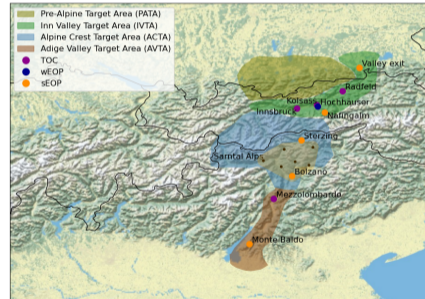 Pre-Alpine Target Area (PATA)
Inn Valley Target Area (IVTA)
Alpine Crest Target Area (ACTA)
Adige Valley Target Area (AVTA)
TOC
wEOP
sEOP
Valley exit
Radfeld
Kolsass
Hochhäuser
Innsbruck
Nafingalm
Sterzing
Sarntal Alps
Bolzano
Mezzolombardo
Monte Baldo